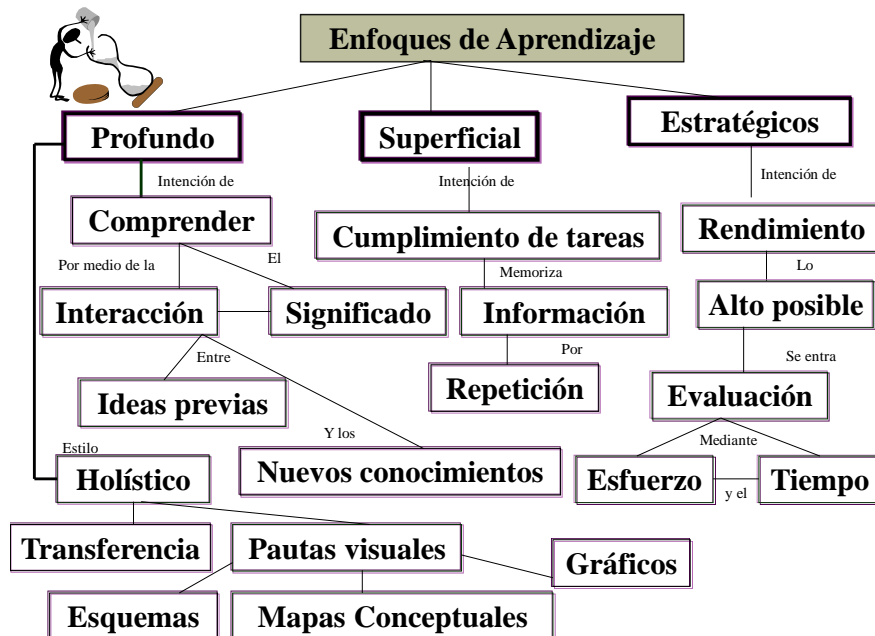 Enfoques de Aprendizaje
Profundo
Superficial
Estratégicos
Intención de
Intención de
Intención de
Comprender
Cumplimiento de tareas
Rendimiento
Por medio de la
El
Memoriza
Lo
Interacción
Significado
Información
Alto posible
Entre
Por
Se entra
Ideas previas
Repetición
Evaluación
Y los
Mediante
Estilo
Holístico
Nuevos conocimientos
Esfuerzo
y el
Tiempo
Transferencia
Pautas visuales
Gráficos
Esquemas
Mapas Conceptuales